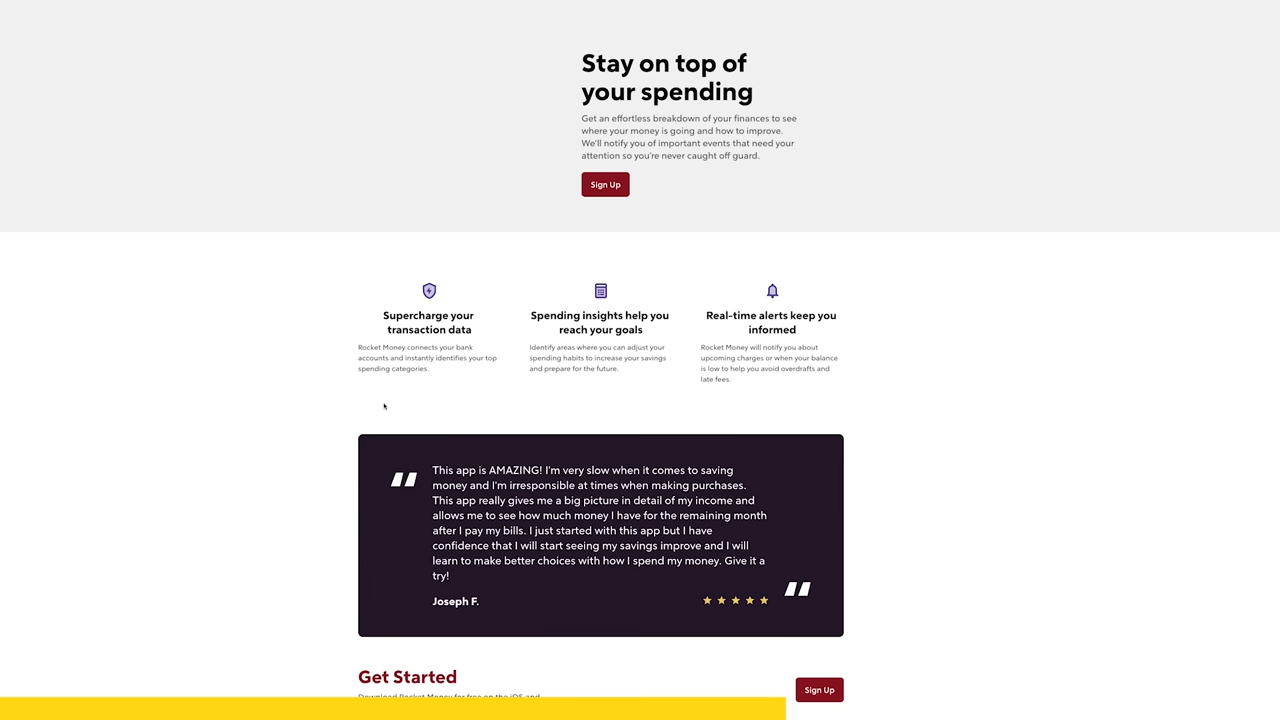 Stay on top of
your spending
Get an effortless breakdown of your finances to see
where your money is going and how to improve.
We'll notify you of important events that need your
attention so you're never caught off guard.
Sign Up
Supercharge your
transaction data
Rocket Money connects your bank
accounts and instantly identifies your top
spending categories.
Spending insights help you
reach your goals
Identify areas where you can adjust your
spending habits to increase your savings
and prepare for the future.
Real-time alerts keep you
informed
Rocket Money will notify you about
upcoming charges or when your balance
is low to help you avoid overdrafts and
late fees.
This app is AMAZING! I'm very slow when it comes to saving
money and I'm irresponsible at times when making purchases.
This app really gives me a big picture in detail of my income and
allows me to see how much money I have for the remaining month
after I pay my bills. I just started with this app but I have
confidence that I will start seeing my savings improve and I will
learn to make better choices with how I spend my money. Give it a
try!
Joseph F.
Get Started
Download Rocket Money for free on the iOS and
Sign Up